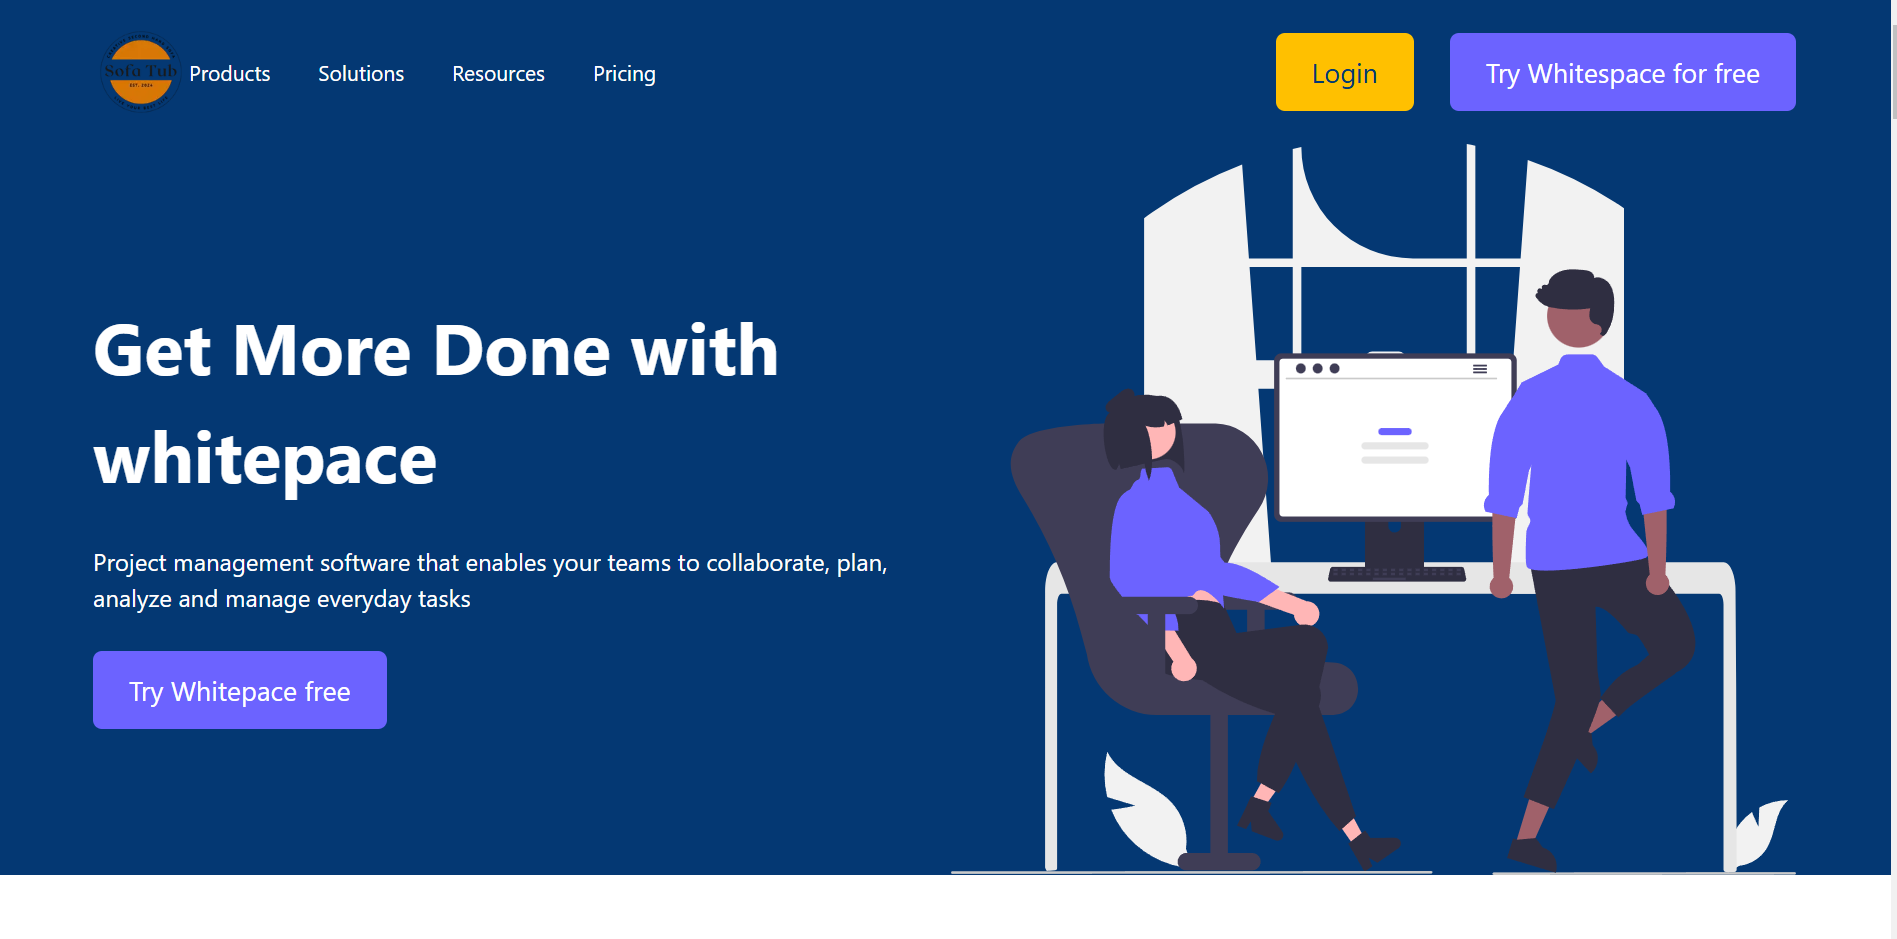 Sofa Tub
EST. 2024
Products
Solutions
Resources
Pricing
Login
Try Whitespace for free
Get More Done with
whitepace
Project management software that enables your teams to collaborate, plan,
analyze and manage everyday tasks
Try Whitepace free